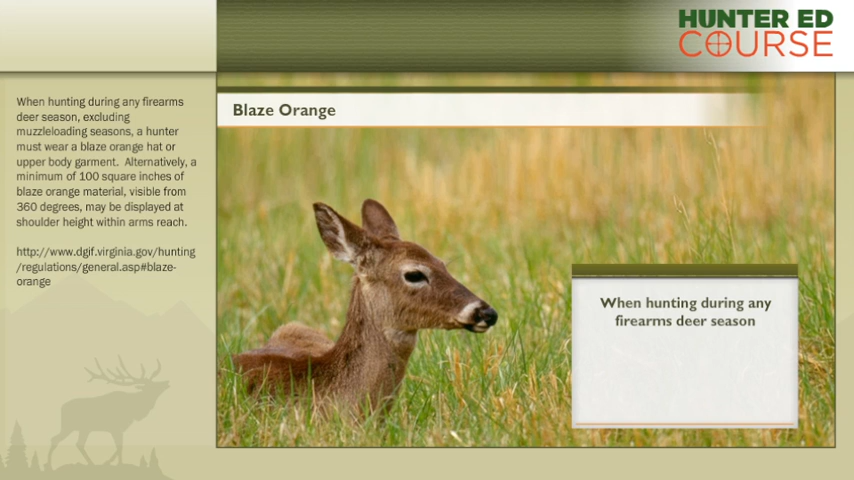 HUNTER ED
COURSE
When hunting during any firearms
deer season, excluding
muzzleloading seasons, a hunter
must wear a blaze orange hat or
upper body garment. Alternatively, a
minimum of 100 square inches of
blaze orange material, visible from
360 degrees, may be displayed at
shoulder height within arms reach.
http://www.dgif.virginia.gov/hunting
/regulations/general.asp#blaze-
orange
Blaze Orange
When hunting during any
firearms deer season